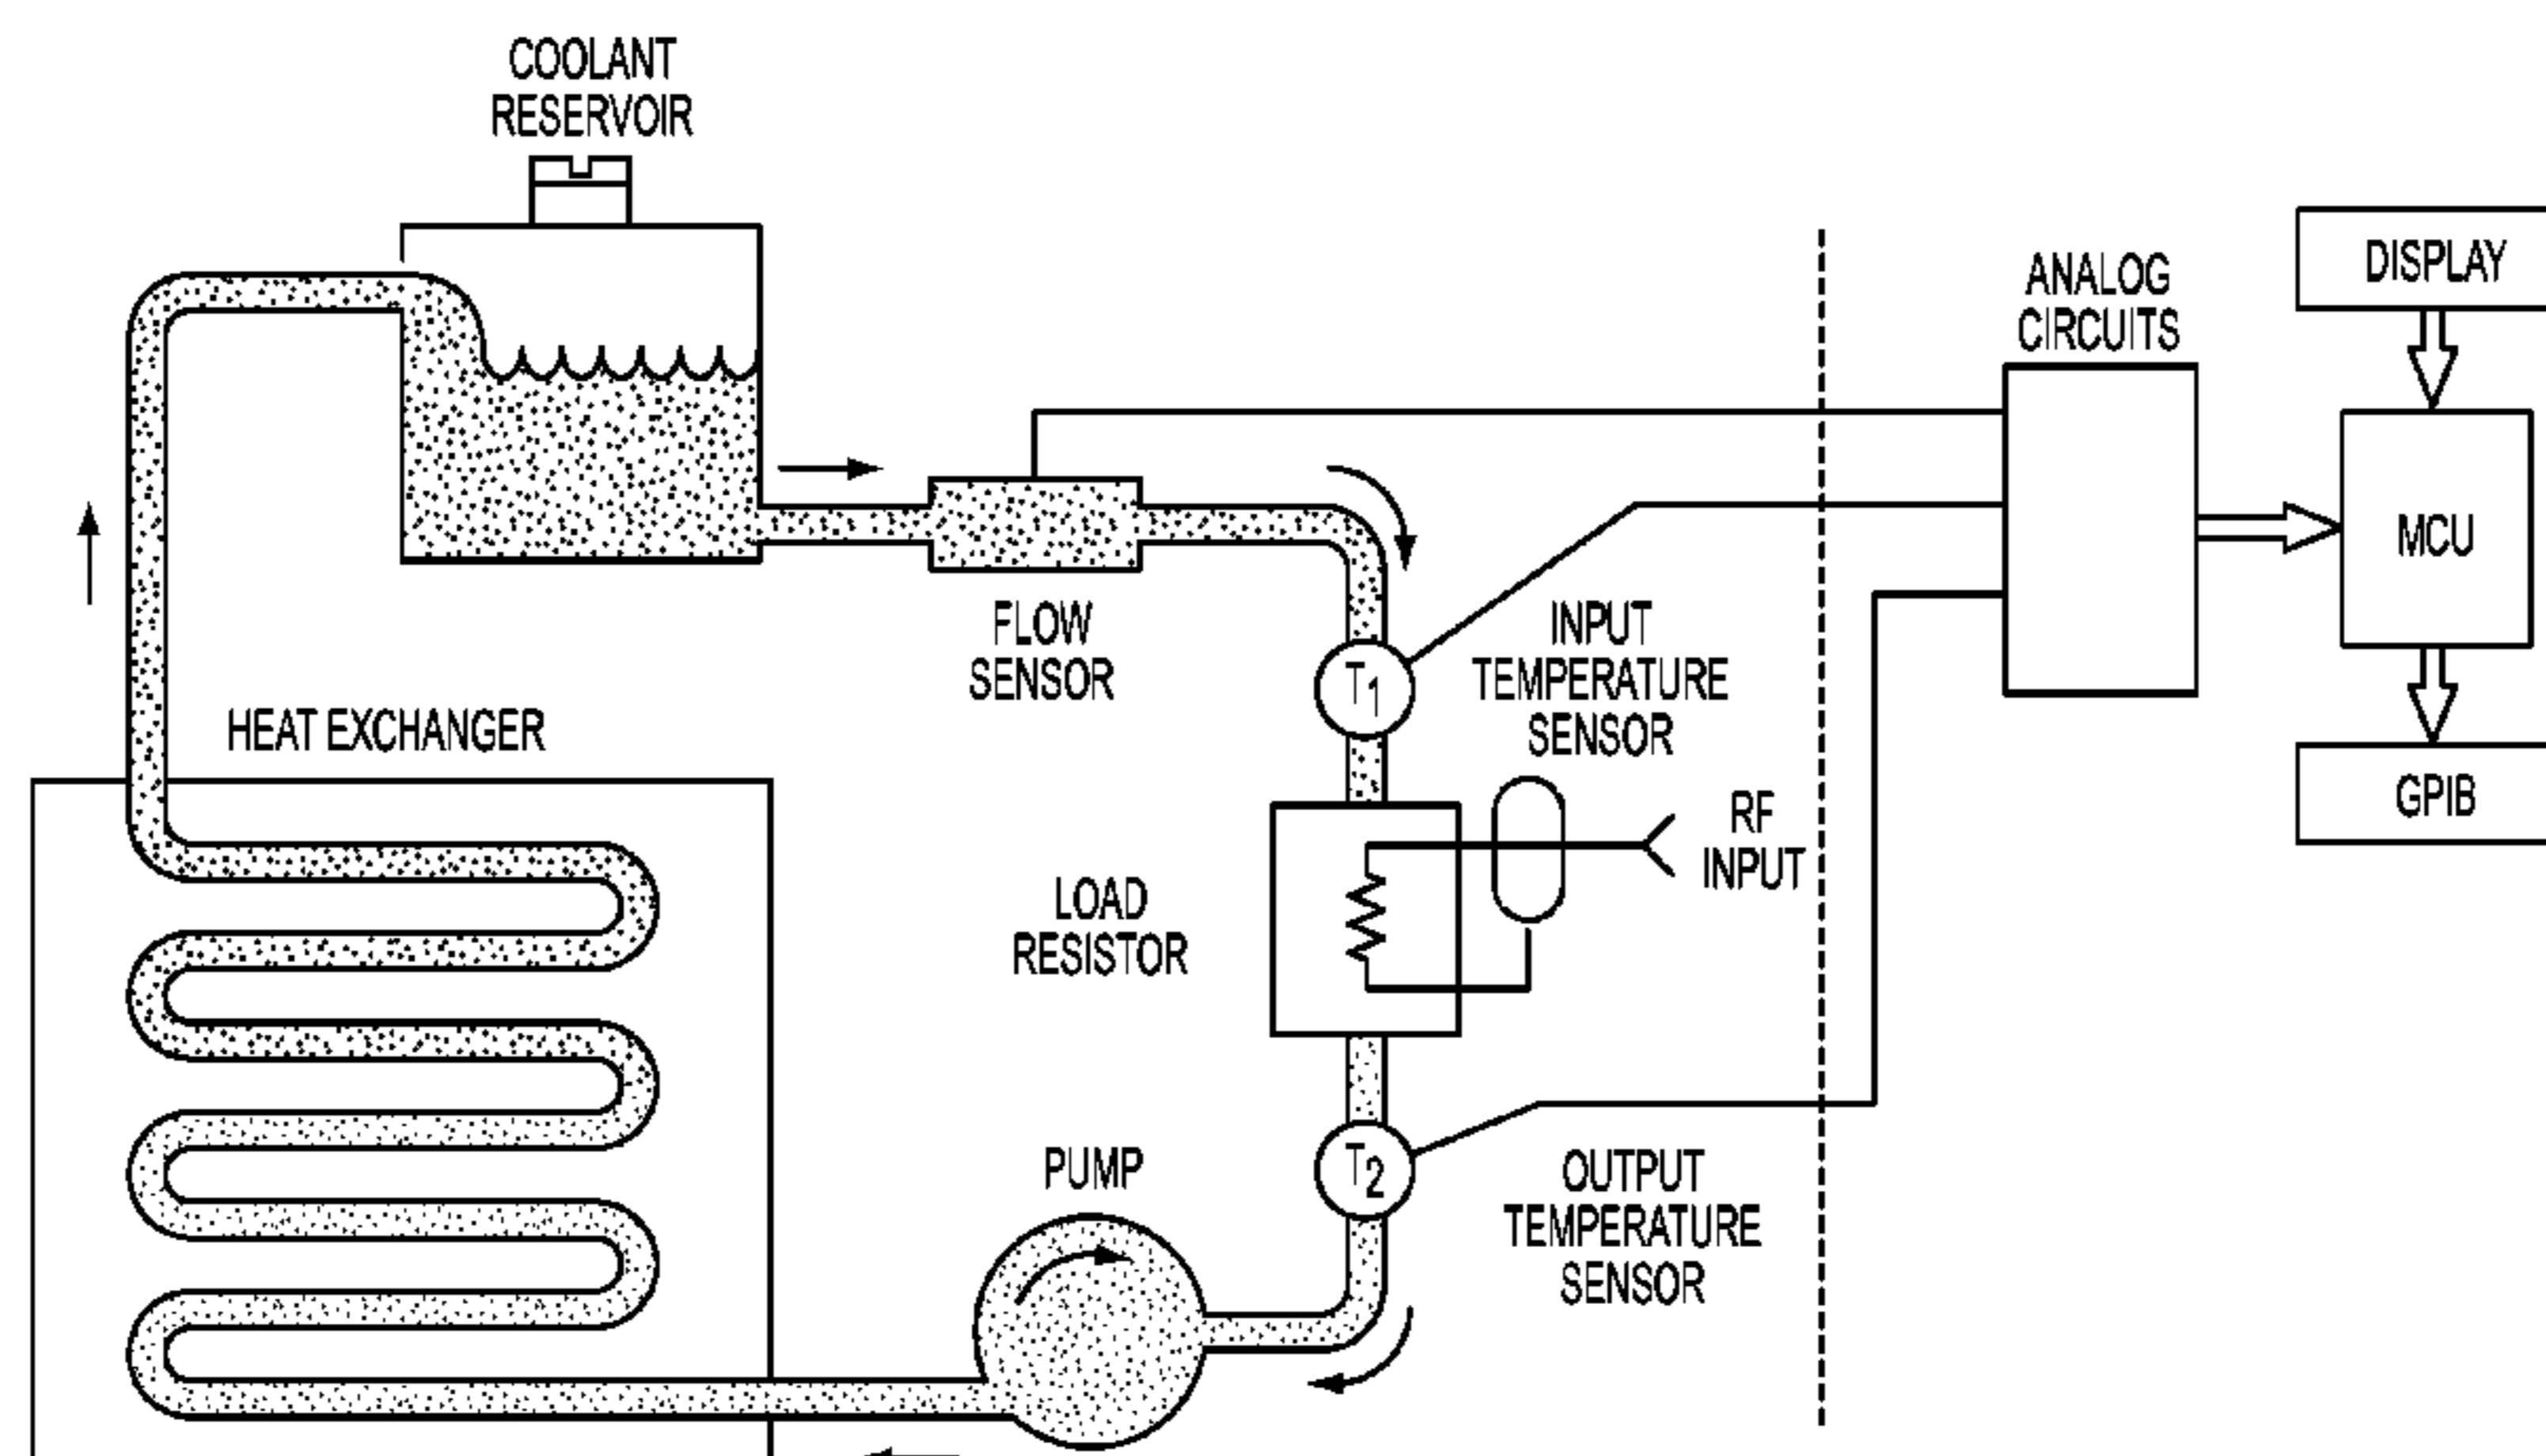 COOLANT
RESERVOIR
DISPLAY
ANALOG
CIRCUITS
MCU
FLOW
SENSOR
INPUT
TEMPERATURE
SENSOR
T1
HEAT EXCHANGER
GPIB
RF
INPUT
LOAD
RESISTOR
PUMP
T2
OUTPUT
TEMPERATURE
SENSOR